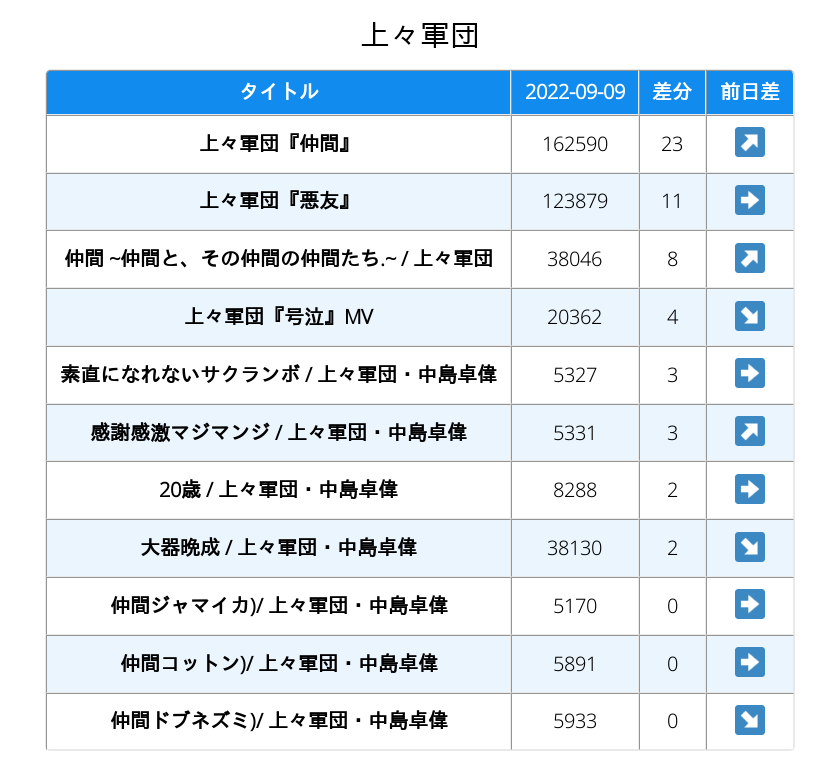 上々軍団
タイトル 2022-09-09 差分 前日差
上々軍団『仲間』 162590 23 ↗
上々軍団『悪友』 123879 11 ➡
仲間 ~仲間と、その仲間の仲間たち.~ / 上々軍団 38046 8 ↗
上々軍団『号泣』MV 20362 4 ↘
素直になれないサクランボ / 上々軍団・中島卓偉 5327 3 ➡
感謝感激マジマンジ / 上々軍団・中島卓偉 5331 3 ↗
20歳 / 上々軍団・中島卓偉 8288 2 ➡
大器晩成 / 上々軍団・中島卓偉 38130 2 ↘
仲間ジャマイカ)/ 上々軍団・中島卓偉 5170 0 ➡
仲間コットン)/ 上々軍団・中島卓偉 5891 0 ➡
仲間ドブネズミ)/ 上々軍団・中島卓偉 5933 0 ↘